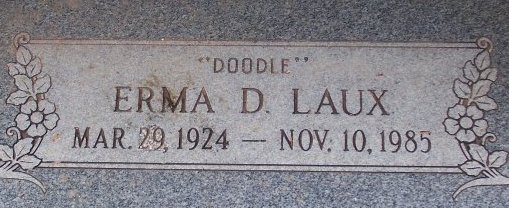 "DOODLE"
ERMA D. LAUX
MAR. 29, 1924 — NOV. 10, 1985